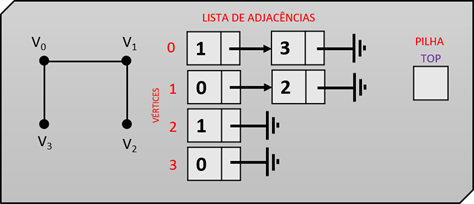 LISTA DE ADJACÊNCIAS
V0 V1
V3 V2
VÉRTICES
0 1 3
1 0 2
2 1
3 0
PILHA
TOP